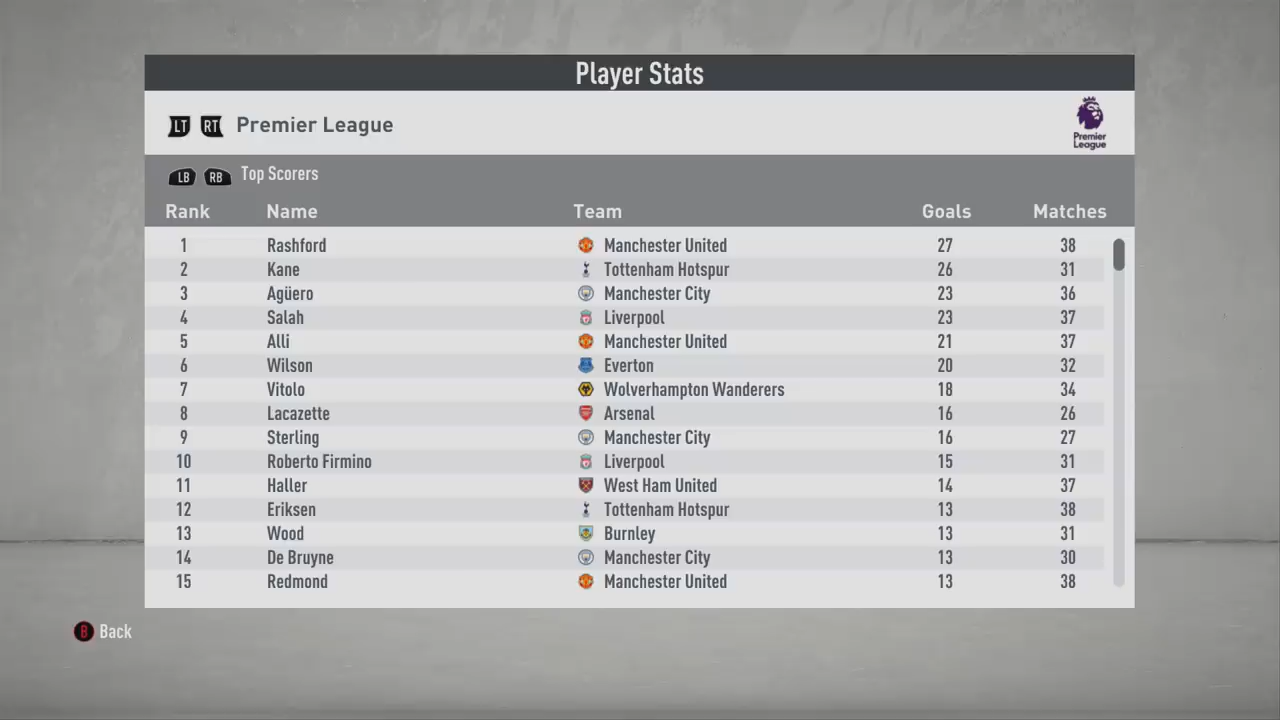 Player Stats
LT RT Premier League
Premier League
LB RB Top Scorers
Rank Name Team Goals Matches
1 Rashford Manchester United 27 38
2 Kane Tottenham Hotspur 26 31
3 Agüero Manchester City 23 36
4 Salah Liverpool 23 37
5 Alli Manchester United 21 37
6 Wilson Everton 20 32
7 Vitolo Wolverhampton Wanderers 18 34
8 Lacazette Arsenal 16 26
9 Sterling Manchester City 16 27
10 Roberto Firmino Liverpool 15 31
11 Haller West Ham United 14 37
12 Eriksen Tottenham Hotspur 13 38
13 Wood Burnley 13 31
14 De Bruyne Manchester City 13 30
15 Redmond Manchester United 13 38
B Back